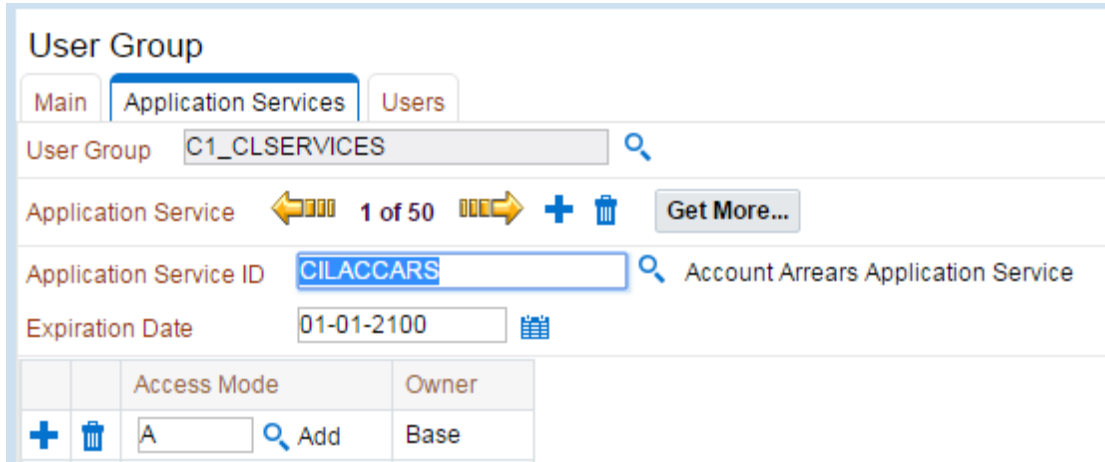 User Group
Main Application Services Users
User Group C1_CLSERVICES
Application Service 1 of 50 Get More...
Application Service ID CILACCARS Account Arrears Application Service
Expiration Date 01-01-2100
Access Mode Owner
A Add Base